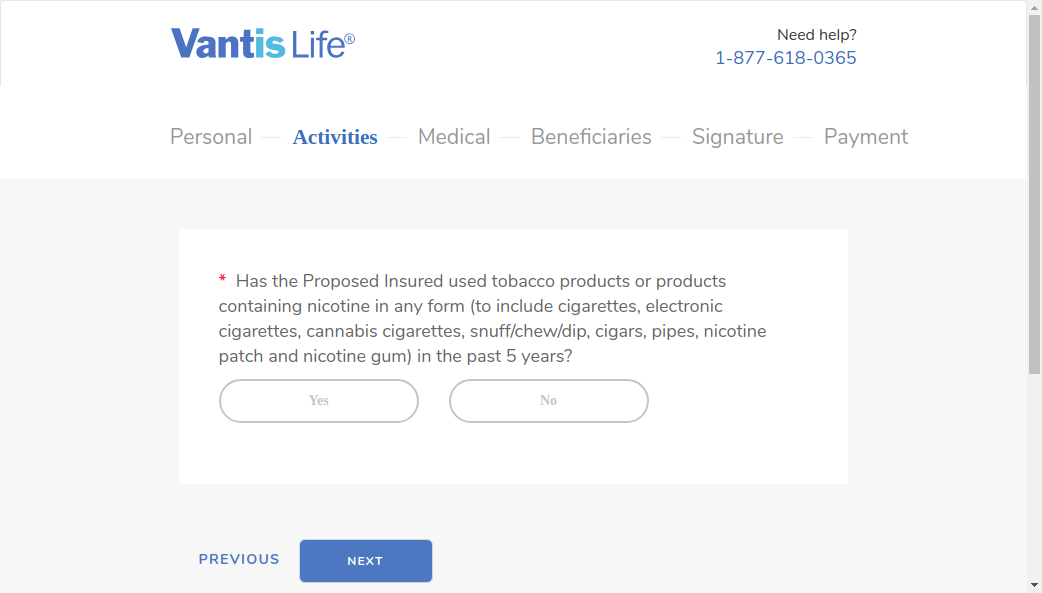 Vantis Life®
Need help?
1-877-618-0365
Personal Activities Medical Beneficiaries Signature Payment
* Has the Proposed Insured used tobacco products or products
containing nicotine in any form (to include cigarettes, electronic
cigarettes, cannabis cigarettes, snuff/chew/dip, cigars, pipes, nicotine
patch and nicotine gum) in the past 5 years?
Yes No
PREVIOUS NEXT